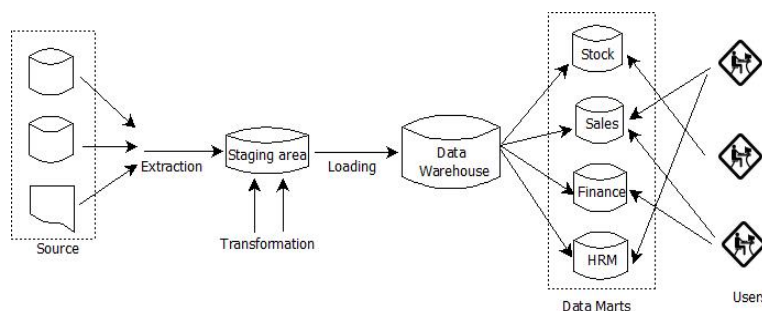 Source
Extraction
Staging area
Transformation
Loading
Data
Warehouse
Stock
Sales
Finance
HRM
Data Marts
Users